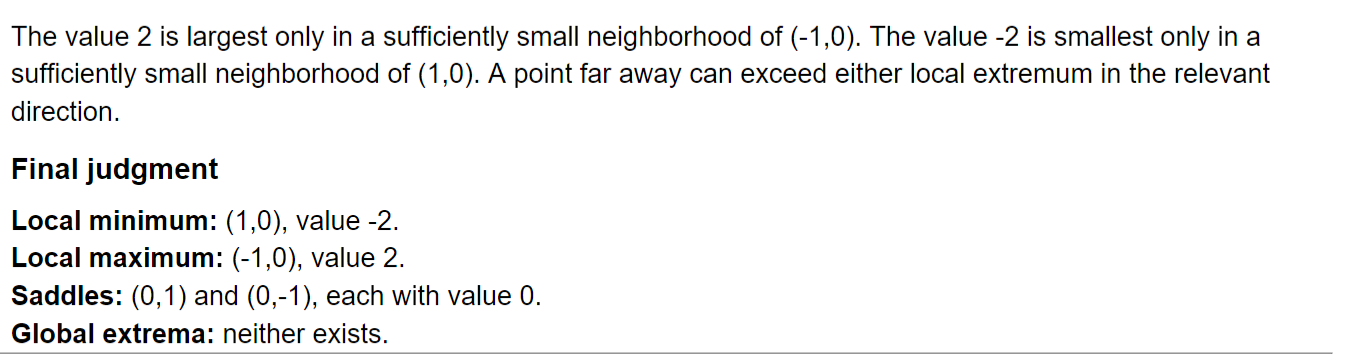 The value 2 is largest only in a sufficiently small neighborhood of (-1,0). The value -2 is smallest only in a
sufficiently small neighborhood of (1,0). A point far away can exceed either local extremum in the relevant
direction.
Final judgment
Local minimum: (1,0), value -2.
Local maximum: (-1,0), value 2.
Saddles: (0,1) and (0,-1), each with value 0.
Global extrema: neither exists.